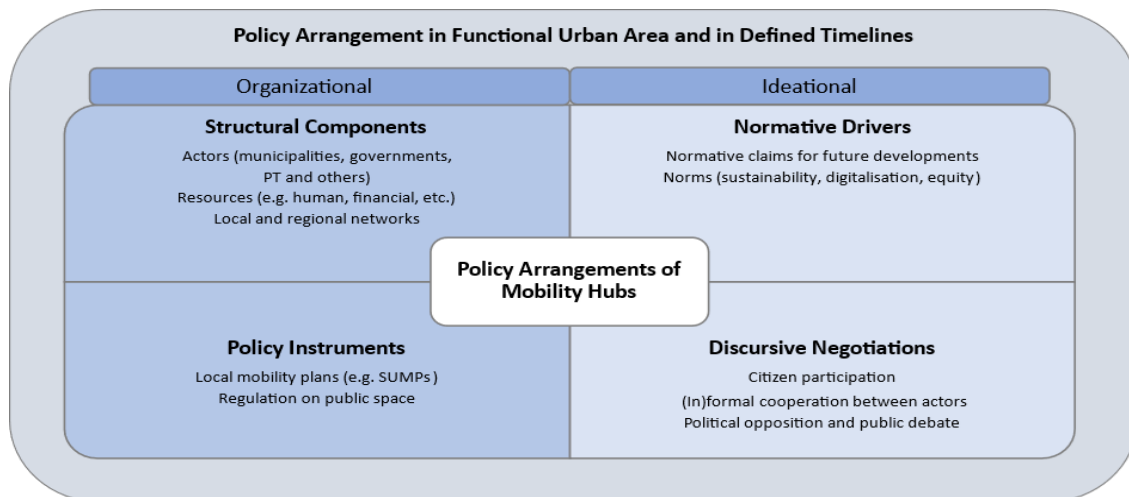 Policy Arrangement in Functional Urban Area and in Defined Timelines
Organizational
Ideational
Structural Components
Actors (municipalities, governments,
PT and others)
Resources (e.g. human, financial, etc.)
Local and regional networks
Normative Drivers
Normative claims for future developments
Norms (sustainability, digitalisation, equity)
Policy Arrangements of
Mobility Hubs
Policy Instruments
Local mobility plans (e.g. SUMPs)
Regulation on public space
Discursive Negotiations
Citizen participation
(In)formal cooperation between actors
Political opposition and public debate